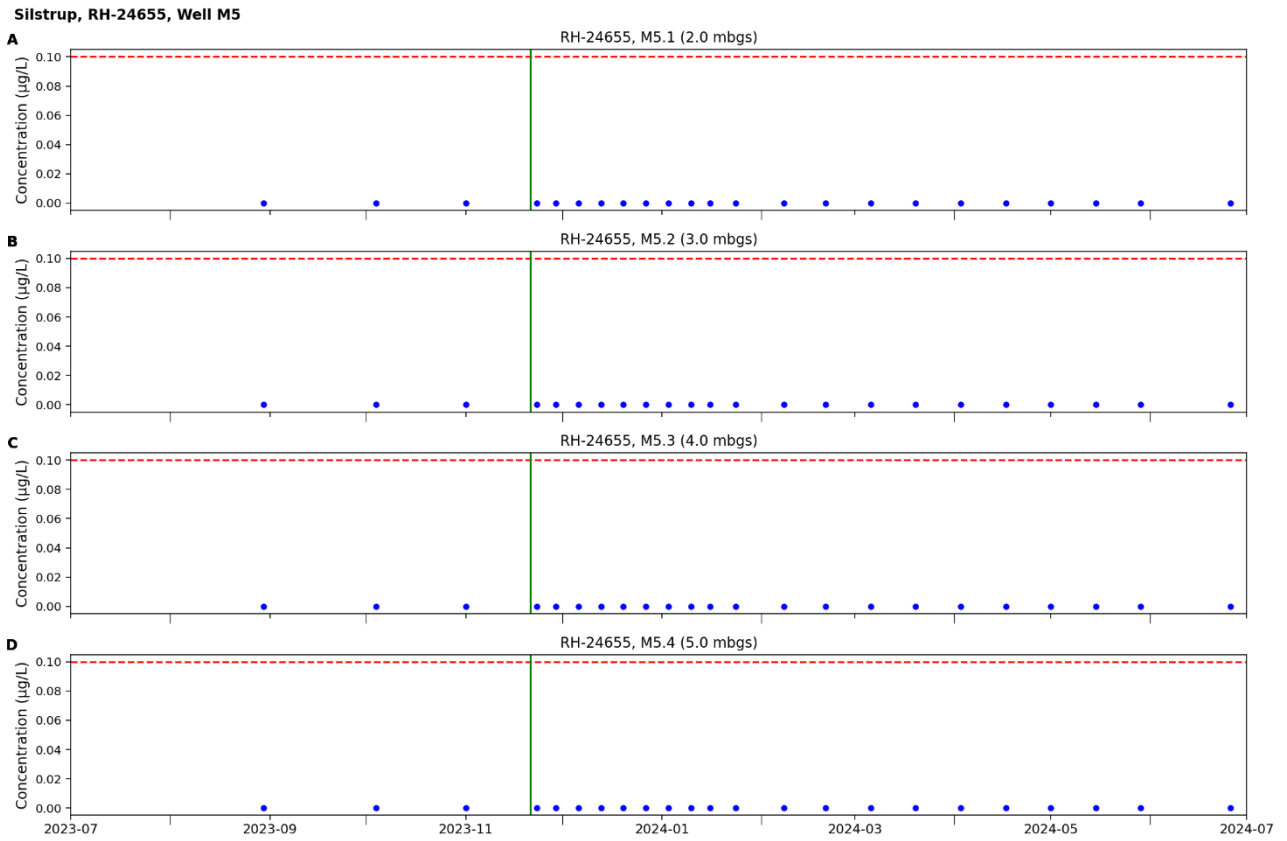 Silstrup, RH-24655, Well M5
A
RH-24655, M5.1 (2.0 mbgs)
Concentration (µg/L)
0.10
0.08
0.06
0.04
0.02
0.00
B
RH-24655, M5.2 (3.0 mbgs)
Concentration (µg/L)
0.10
0.08
0.06
0.04
0.02
0.00
C
RH-24655, M5.3 (4.0 mbgs)
Concentration (µg/L)
0.10
0.08
0.06
0.04
0.02
0.00
D
RH-24655, M5.4 (5.0 mbgs)
Concentration (µg/L)
0.10
0.08
0.06
0.04
0.02
0.00
2023-07 2023-09 2023-11 2024-01 2024-03 2024-05 2024-07